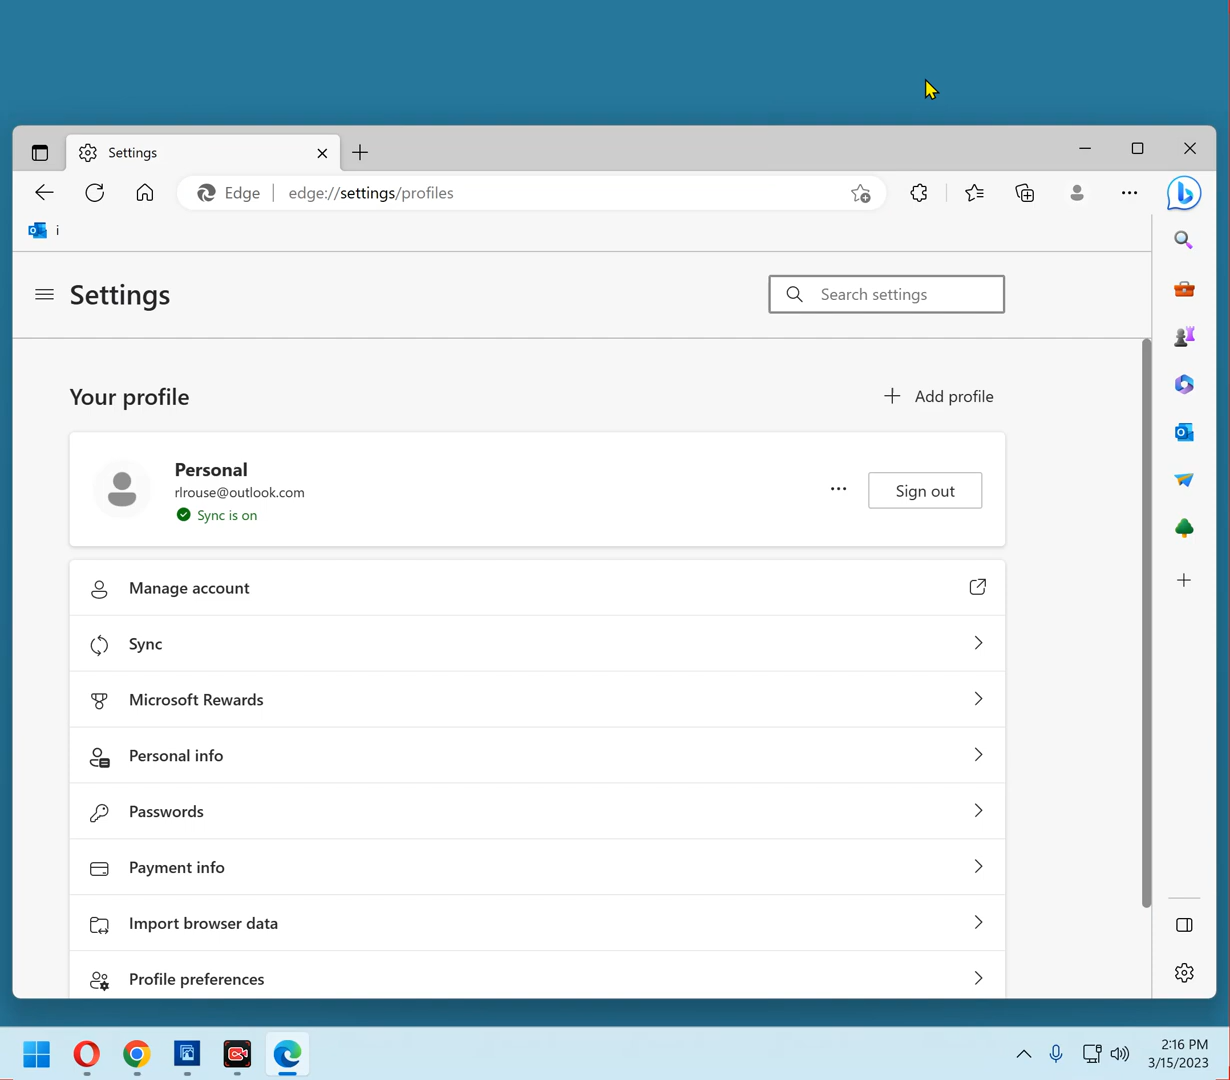 Settings
Edge | edge://settings/profiles
i
Settings
Search settings
Your profile
Add profile
Personal
rlrouse@outlook.com
Sync is on
Sign out
Manage account
Sync
Microsoft Rewards
Personal info
Passwords
Payment info
Import browser data
Profile preferences
2:16 PM
3/15/2023